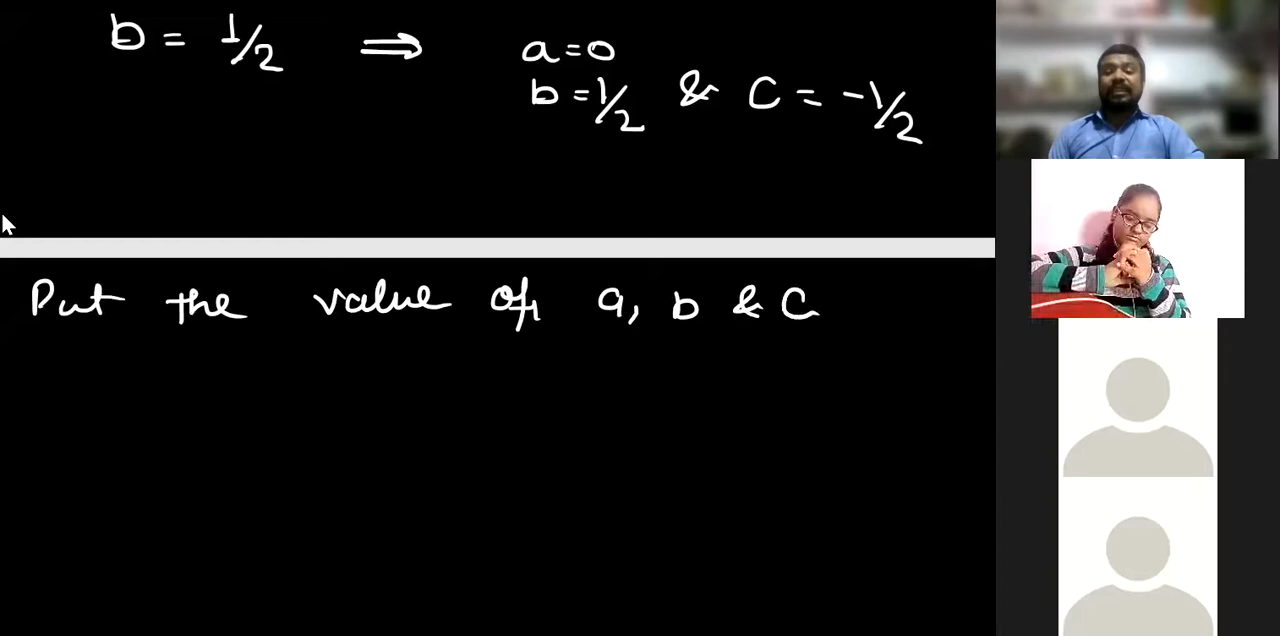 b = 1/2 ⇒ a=0
b = 1/2 & C = -1/2
Put the value of a, b & C